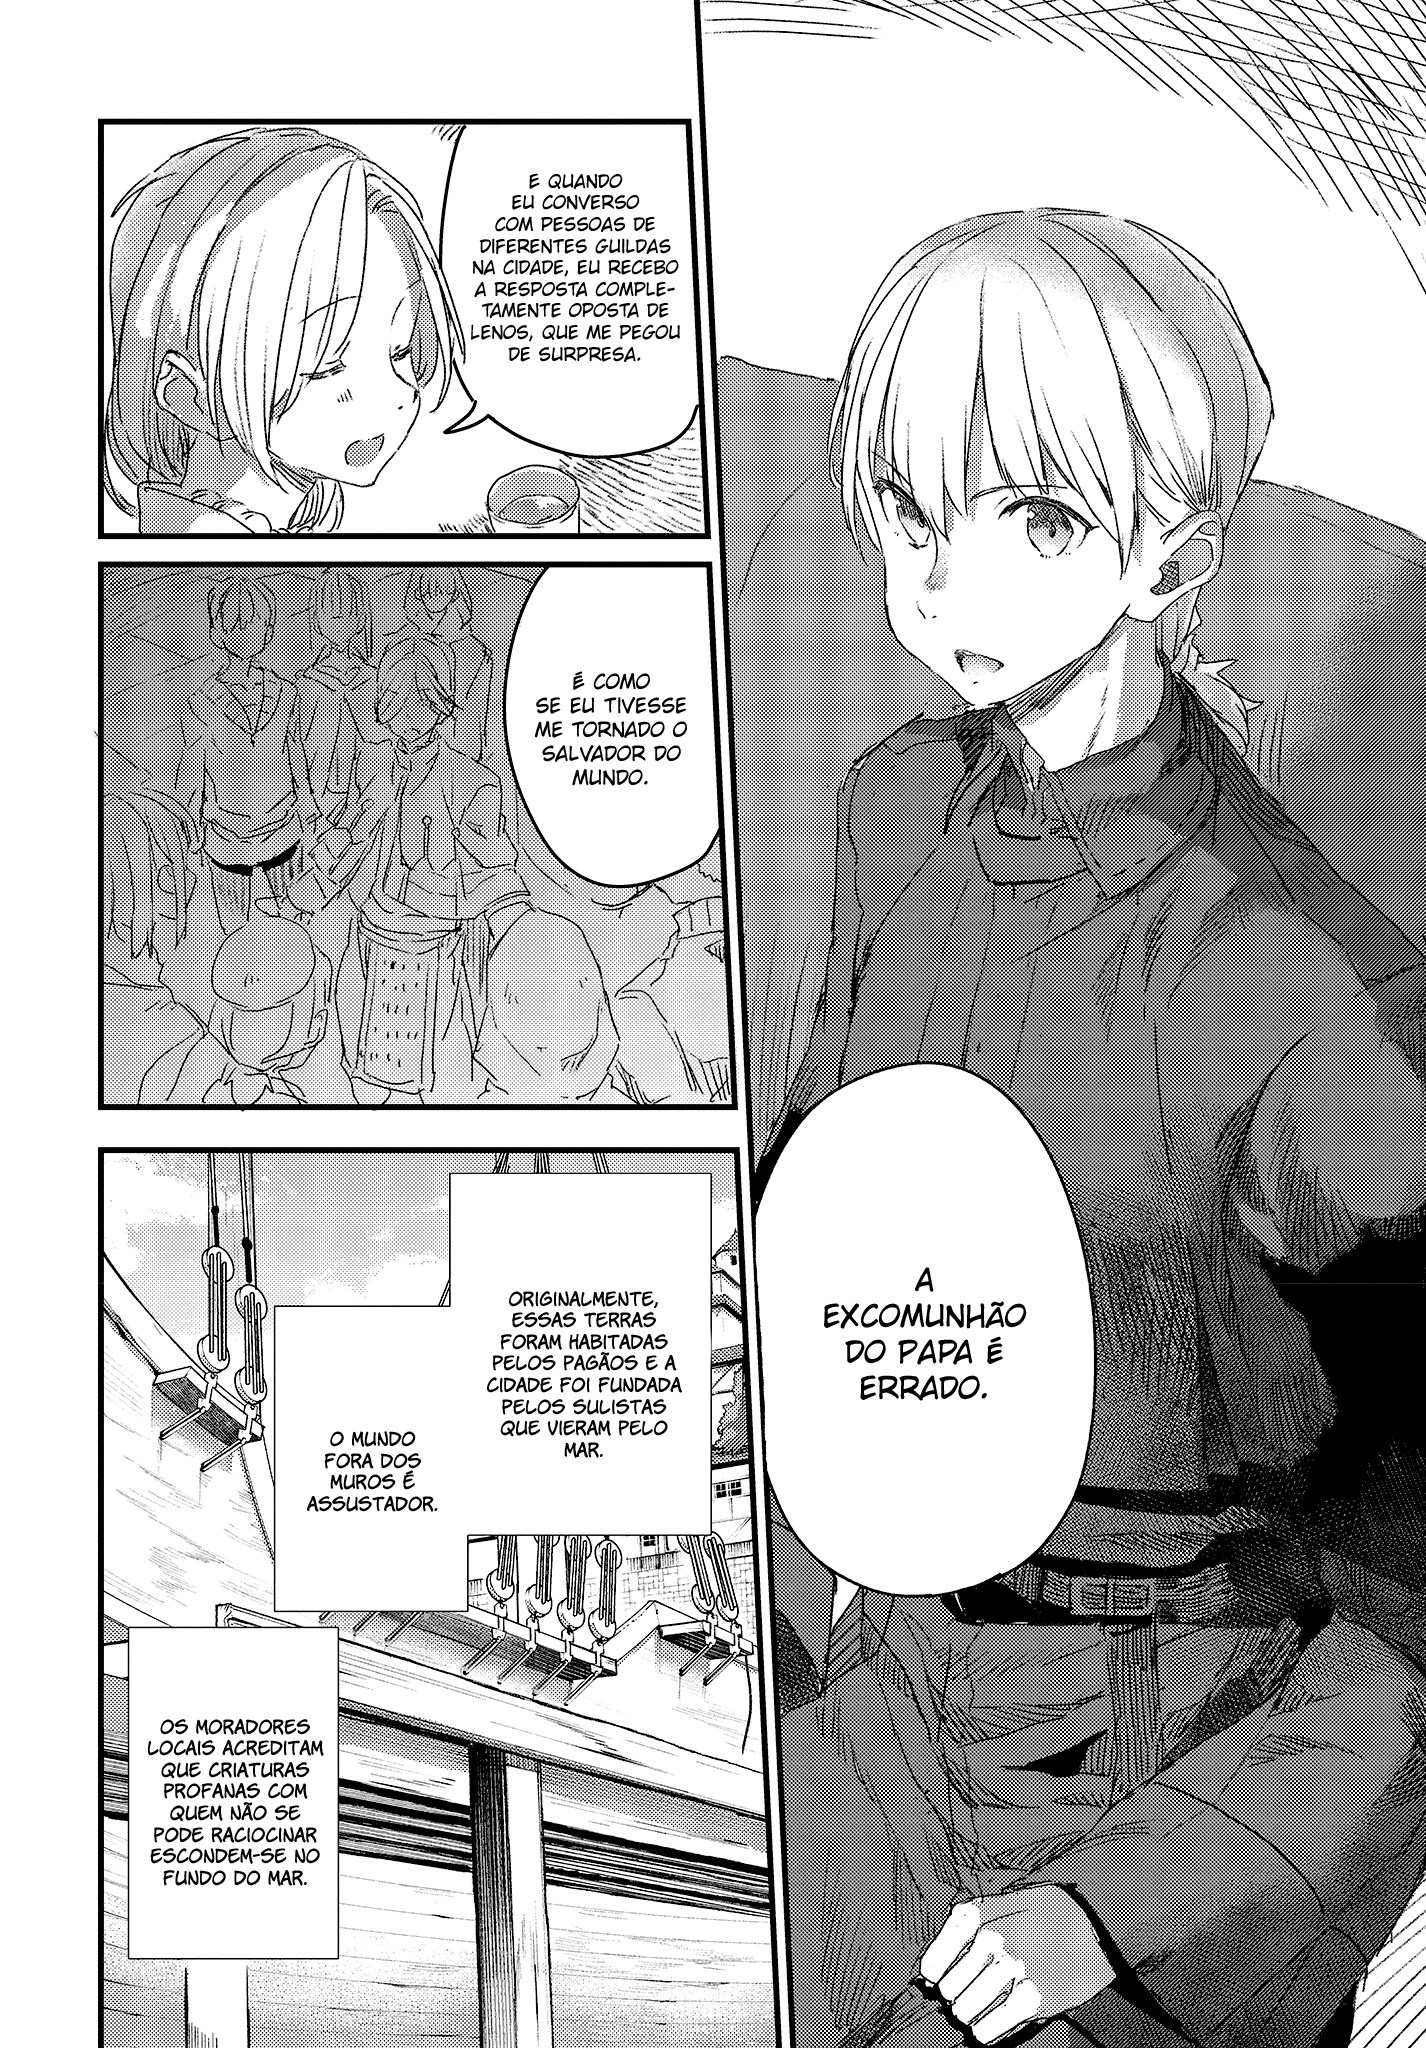 A
EXCOMUNHÃO
DO PAPA É
ERRADO.
E QUANDO
EU CONVERSO
COM PESSOAS DE
DIFERENTES GUILDAS
NA CIDADE, EU RECEBO
A RESPOSTA COMPLE-
TAMENTE OPOSTA DE
LENOS, QUE ME PEGOU
DE SURPRESA.
É COMO
SE EU TIVESSE
ME TORNADO O
SALVADOR DO
MUNDO.
ORIGINALMENTE,
ESSAS TERRAS
FORAM HABITADAS
PELOS PAGÃOS E A
CIDADE FOI FUNDADA
PELOS SULISTAS
QUE VIERAM PELO
MAR.
O MUNDO
FORA DOS
MUROS É
ASSUSTADOR.
OS MORADORES
LOCAIS ACREDITAM
QUE CRIATURAS
PROFANAS COM
QUEM NÃO SE
PODE RACIOCINAR
ESCONDEM-SE NO
FUNDO DO MAR.